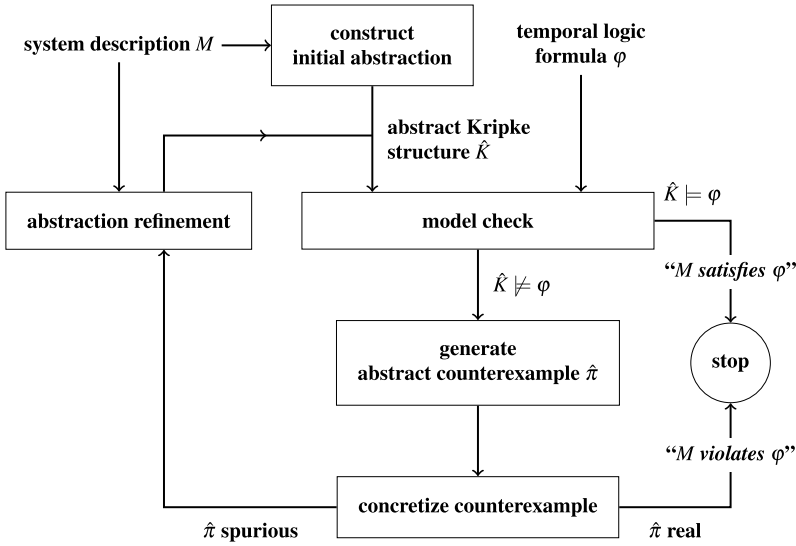 system description M
construct
initial abstraction
temporal logic
formula φ
abstract Kripke
structure K̂
abstraction refinement
model check
K̂ ⊨ φ
“M satisfies φ”
K̂ ⊭ φ
generate
abstract counterexample π̂
stop
“M violates φ”
concretize counterexample
π̂ spurious
π̂ real